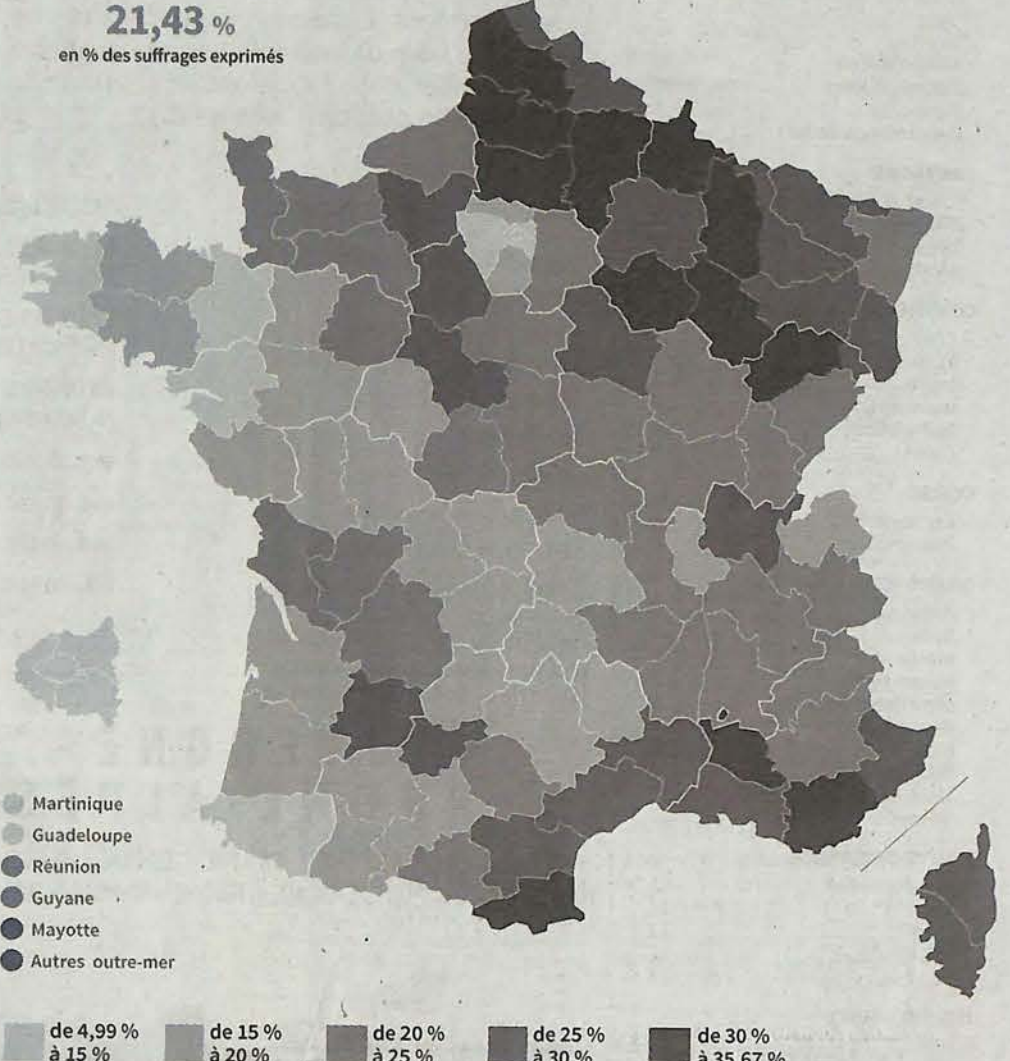 21,43 %
en % des suffrages exprimés
Martinique
Guadeloupe
Réunion
Guyane
Mayotte
Autres outre-mer
de 4,99 %
à 15 %
de 15 %
à 20 %
de 20 %
à 25 %
de 25 %
à 30 %
de 30 %
à 35,67 %